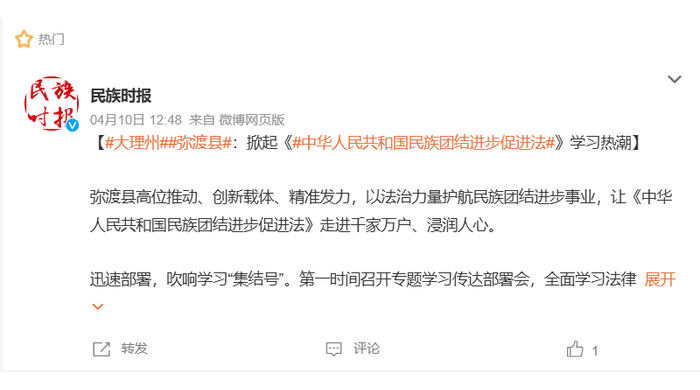 热门
民族时报
民族时报
04月10日 12:48 来自 微博网页版
【#大理州##弥渡县#：掀起《#中华人民共和国民族团结进步促进法#》学习热潮】
弥渡县高位推动、创新载体、精准发力，以法治力量护航民族团结进步事业，让《中华
人民共和国民族团结进步促进法》走进千家万户、浸润人心。
迅速部署，吹响学习“集结号”。第一时间召开专题学习传达部署会，全面学习法律 展开
转发 评论 1